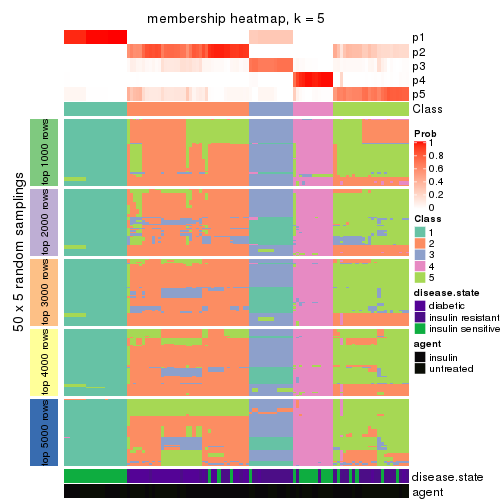 membership heatmap, k = 5
p1
p2
p3
p4
p5
Class
50 x 5 random samplings
top 1000 rows
top 2000 rows
top 3000 rows
top 4000 rows
top 5000 rows
Prob
1
0.8
0.6
0.4
0.2
0
Class
1
2
3
4
5
disease.state
diabetic
insulin resistant
insulin sensitive
agent
insulin
untreated
disease.state
agent